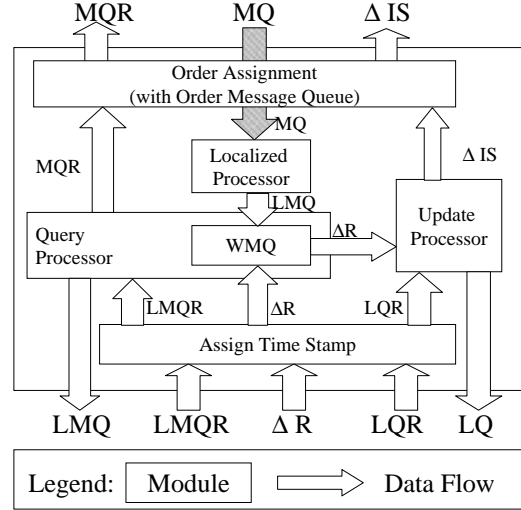 MQR MQ Δ IS
Order Assignment
(with Order Message Queue)
MQ
Localized
Processor
MQR
Δ IS
LMQ
Query
Processor
WMQ
ΔR
Update
Processor
LMQR
ΔR
LQR
Assign Time Stamp
LMQ LMQR Δ R LQR LQ
Legend: Module Data Flow